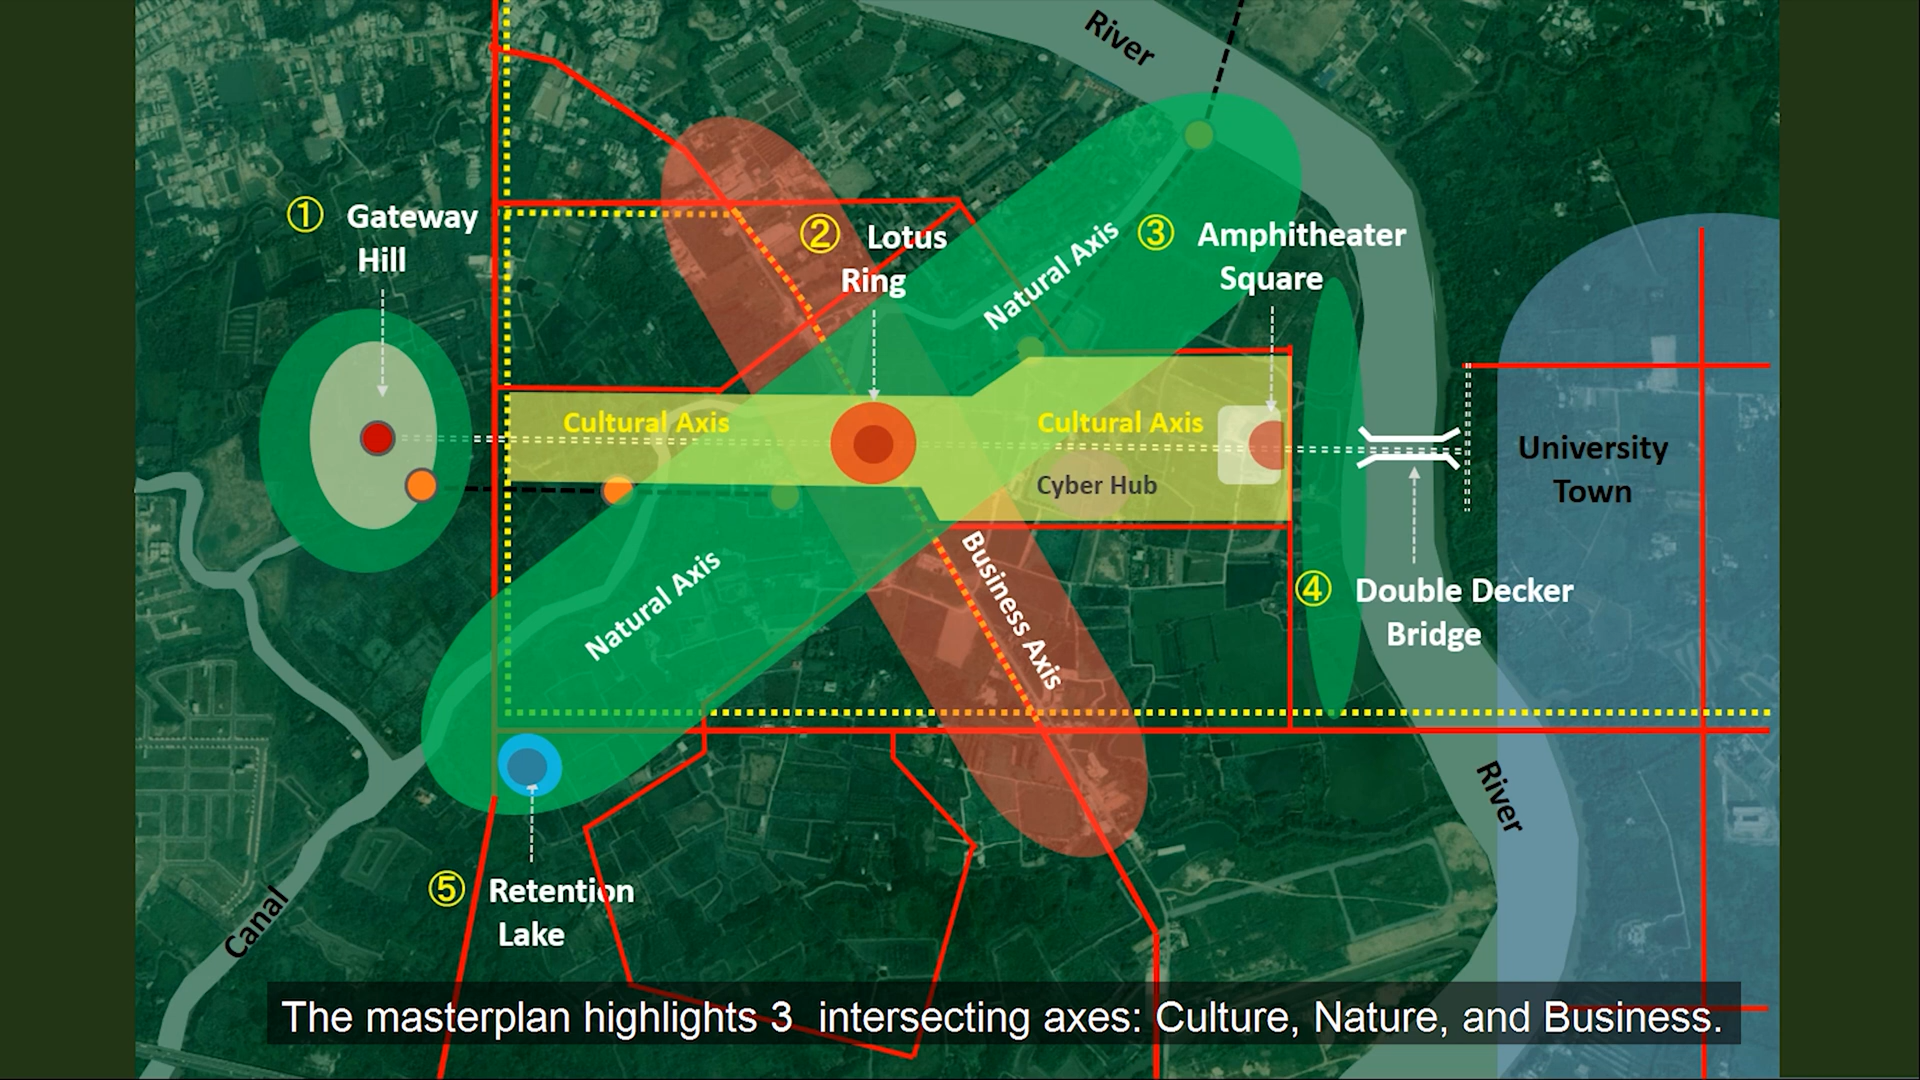 River
① Gateway
Hill
② Lotus
Ring
Natural Axis
③ Amphitheater
Square
Cultural Axis
Cultural Axis
Cyber Hub
University
Town
Natural Axis
Business Axis
④ Double Decker
Bridge
River
⑤ Retention
Lake
Canal
The masterplan highlights 3 intersecting axes: Culture, Nature, and Business.